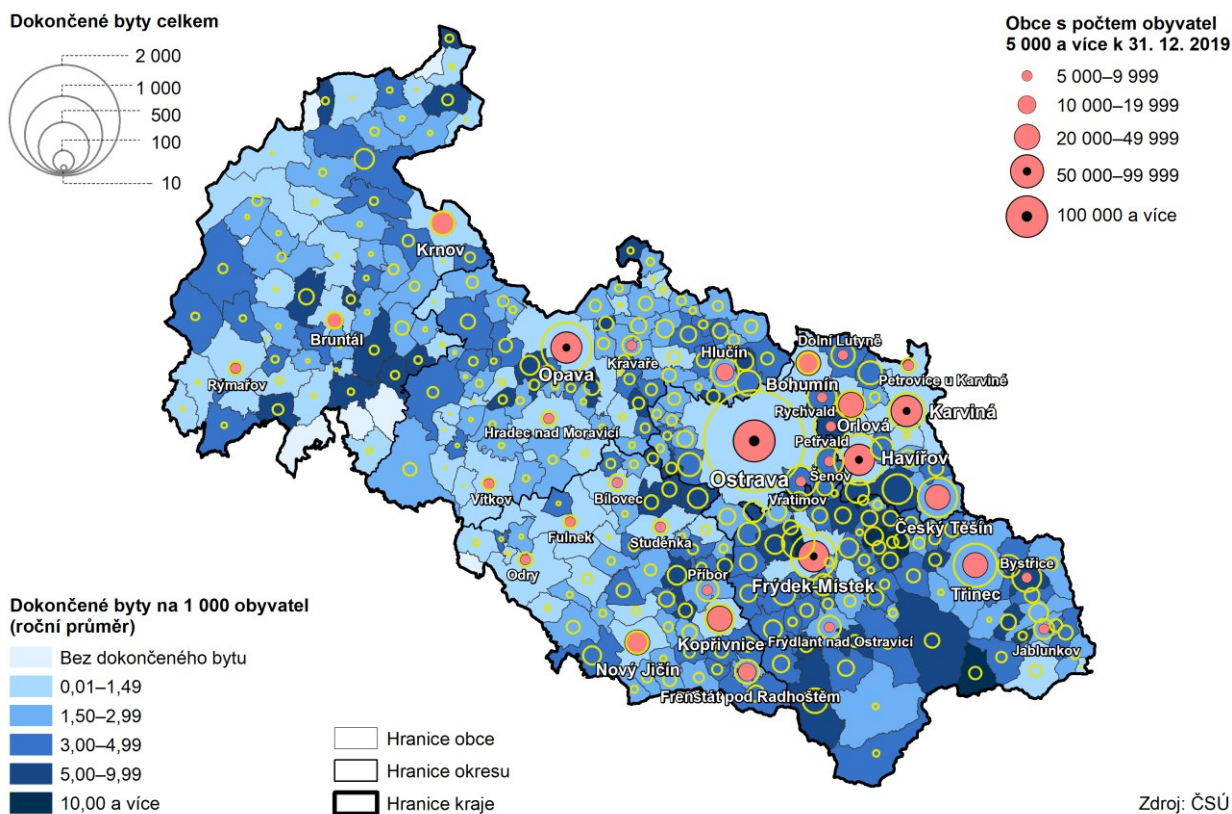 Dokončené byty celkem
2 000
1 000
500
100
10
Obce s počtem obyvatel
5 000 a více k 31. 12. 2019
5 000–9 999
10 000–19 999
20 000–49 999
50 000–99 999
100 000 a více
Krnov
Bruntál
Rýmařov
Opava
Kravaře
Hlučín
Dolní Lutyně
Bohumín
Petrovice u Karviné
Rychvald
Orlová
Karviná
Petřvald
Hradec nad Moravicí
Ostrava
Šenov
Havířov
Vratimov
Vítkov
Bílovec
Český Těšín
Fulnek
Studénka
Odry
Příbor
Frýdek-Místek
Třinec
Bystřice
Kopřivnice
Frýdlant nad Ostravicí
Jablunkov
Nový Jičín
Frenštát pod Radhoštěm
Dokončené byty na 1 000 obyvatel
(roční průměr)
Bez dokončeného bytu
0,01–1,49
1,50–2,99
3,00–4,99
5,00–9,99
10,00 a více
Hranice obce
Hranice okresu
Hranice kraje
Zdroj: ČSÚ